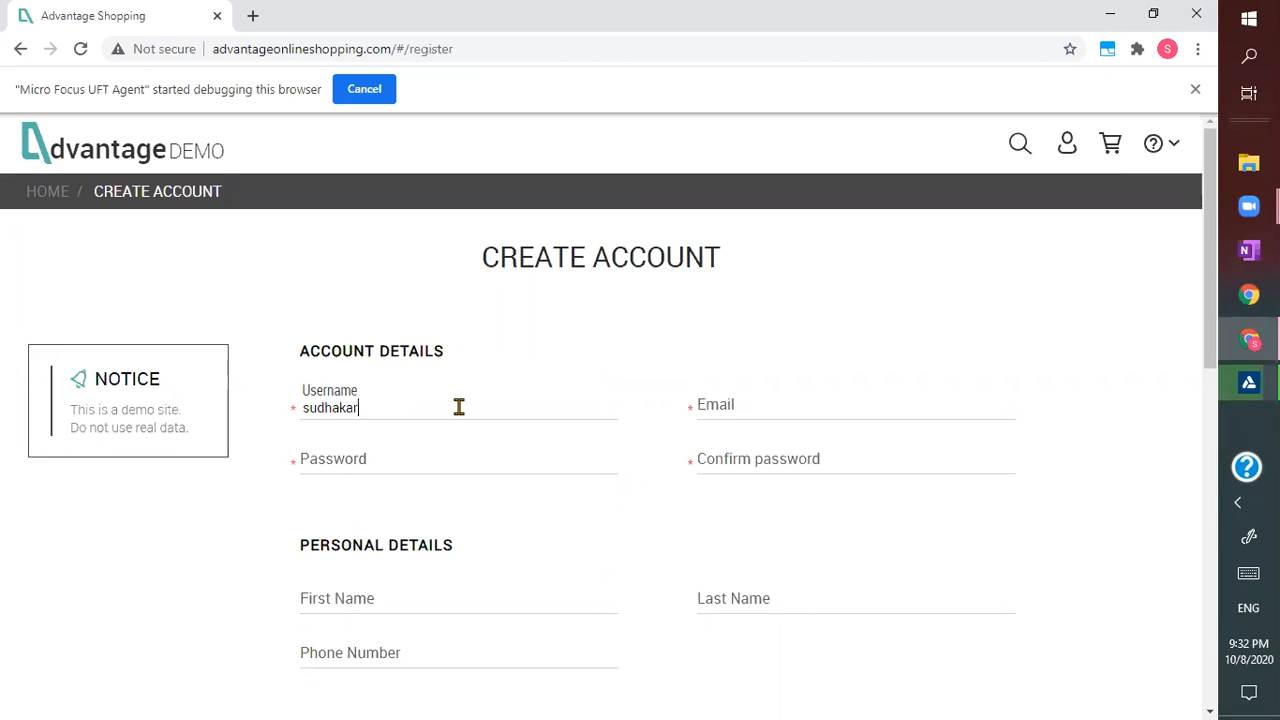 Advantage Shopping
Not secure
advantageonlineshopping.com/#/register
S
"Micro Focus UFT Agent" started debugging this browser
Cancel
dvantage DEMO
HOME / CREATE ACCOUNT
CREATE ACCOUNT
NOTICE
This is a demo site.
Do not use real data.
ACCOUNT DETAILS
Username
* sudhakar
* Email
* Password
* Confirm password
PERSONAL DETAILS
First Name
Last Name
Phone Number
N
S
ENG
9:32 PM
10/8/2020